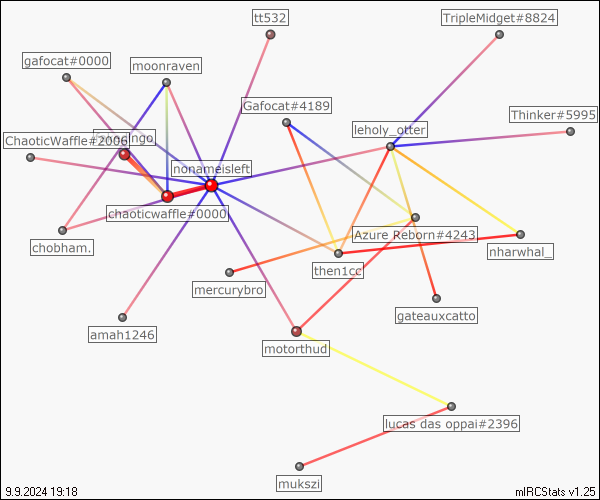 tt532
TripleMidget#8824
gafocat#0000
moonraven
Gafocat#4189
Thinker#5995
leholy_otter
ChaoticWaffle#2006
nonameisleft
chaoticwaffle#0000
Azure Reborn#4243
chobham.
nharwhal_
then1cc
mercurybro
gateauxcatto
amah1246
motorthud
lucas das oppai#2396
mukszi
9.9.2024 19:18
mIRCStats v1.25